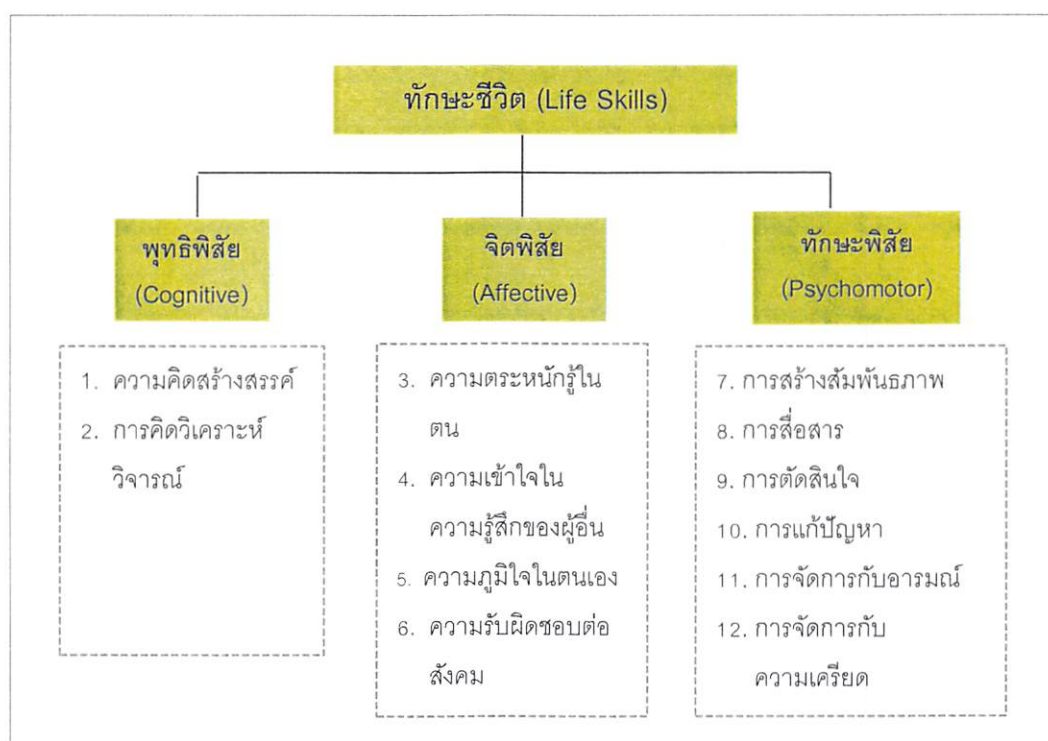 ทักษะชีวิต (Life Skills)
พุทธิพิสัย
(Cognitive)
จิตพิสัย
(Affective)
ทักษะพิสัย
(Psychomotor)
1. ความคิดสร้างสรรค์
2. การคิดวิเคราะห์
วิจารณ์
3. ความตระหนักรู้ใน
ตน
4. ความเข้าใจใน
ความรู้สึกของผู้อื่น
5. ความภูมิใจในตนเอง
6. ความรับผิดชอบต่อ
สังคม
7. การสร้างสัมพันธภาพ
8. การสื่อสาร
9. การตัดสินใจ
10. การแก้ปัญหา
11. การจัดการกับอารมณ์
12. การจัดการกับ
ความเครียด